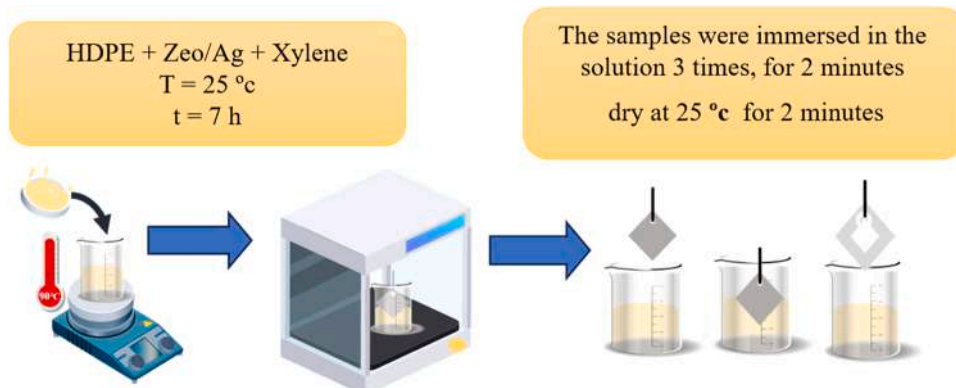 HDPE + Zeo/Ag + Xylene
T = 25 ºc
t = 7 h
The samples were immersed in the
solution 3 times, for 2 minutes
dry at 25 ºc for 2 minutes
90°C